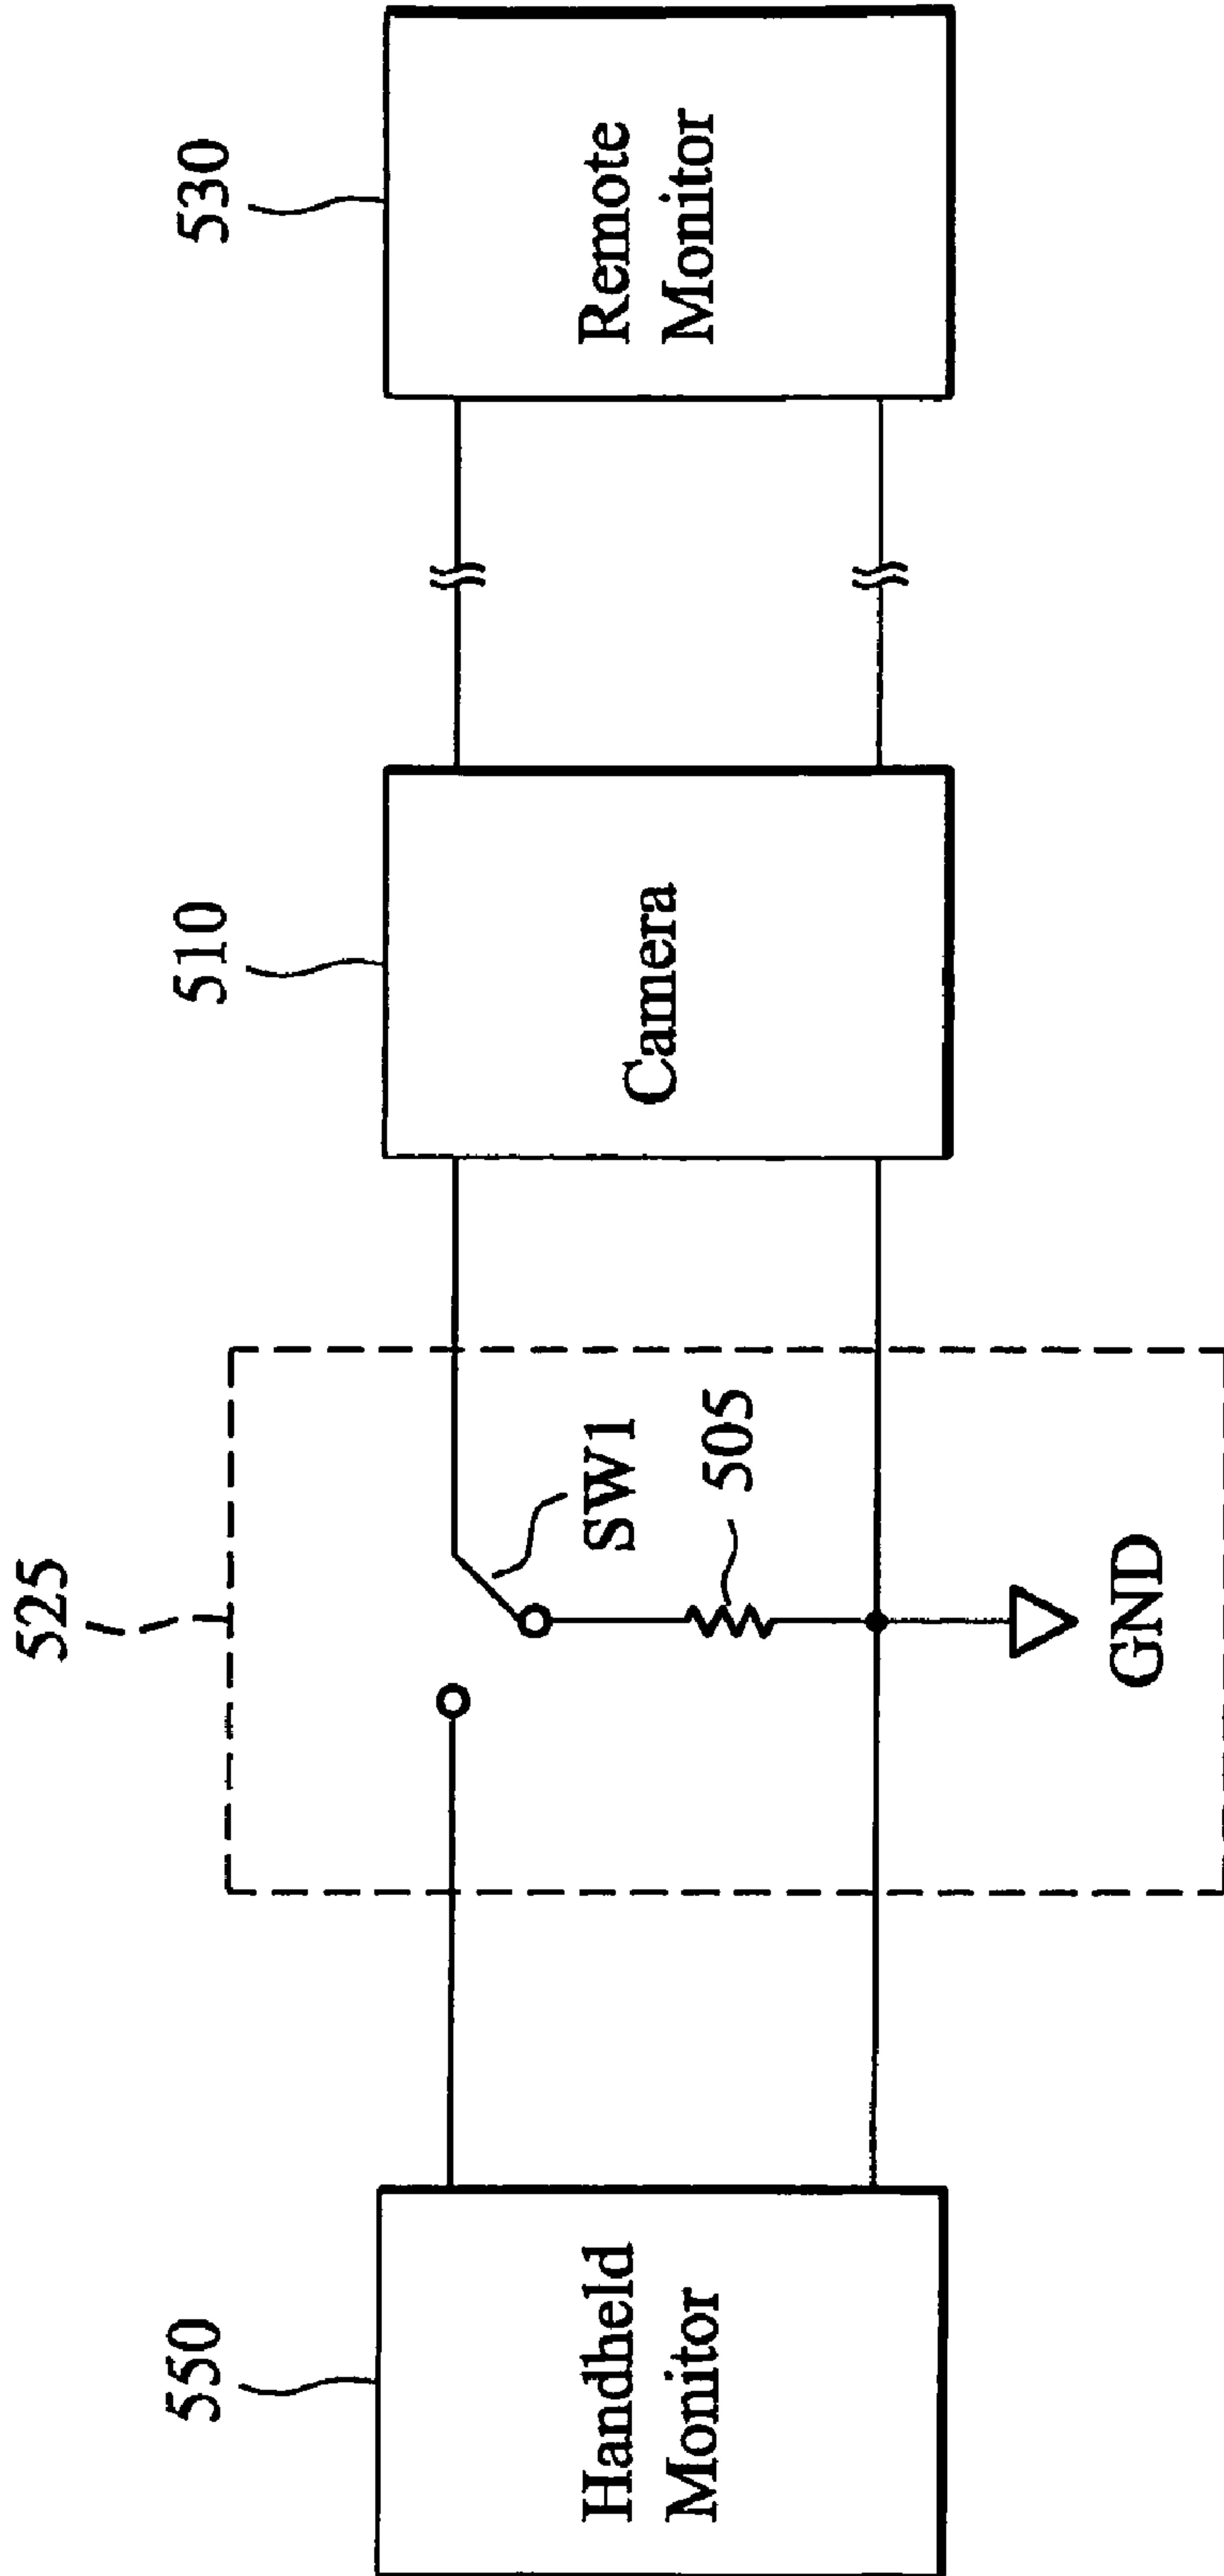 550
525
510
530
Handheld
Monitor
SW1
505
GND
Camera
Remote
Monitor